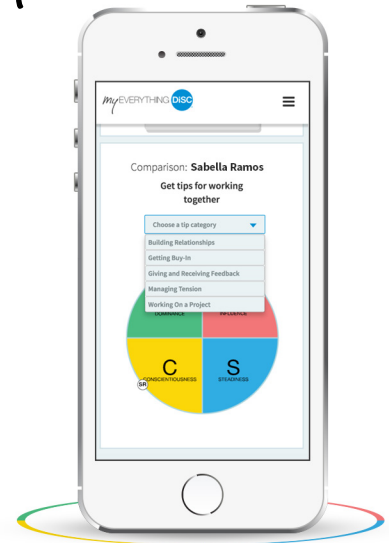 my EVERYTHING DiSC
Comparison: Sabella Ramos
Get tips for working
together
Choose a tip category
Building Relationships
Getting Buy-In
Giving and Receiving Feedback
Managing Tension
Working On a Project
DOMINANCE
INFLUENCE
C
CONSCIENTIOUSNESS
S
STEADINESS
SR